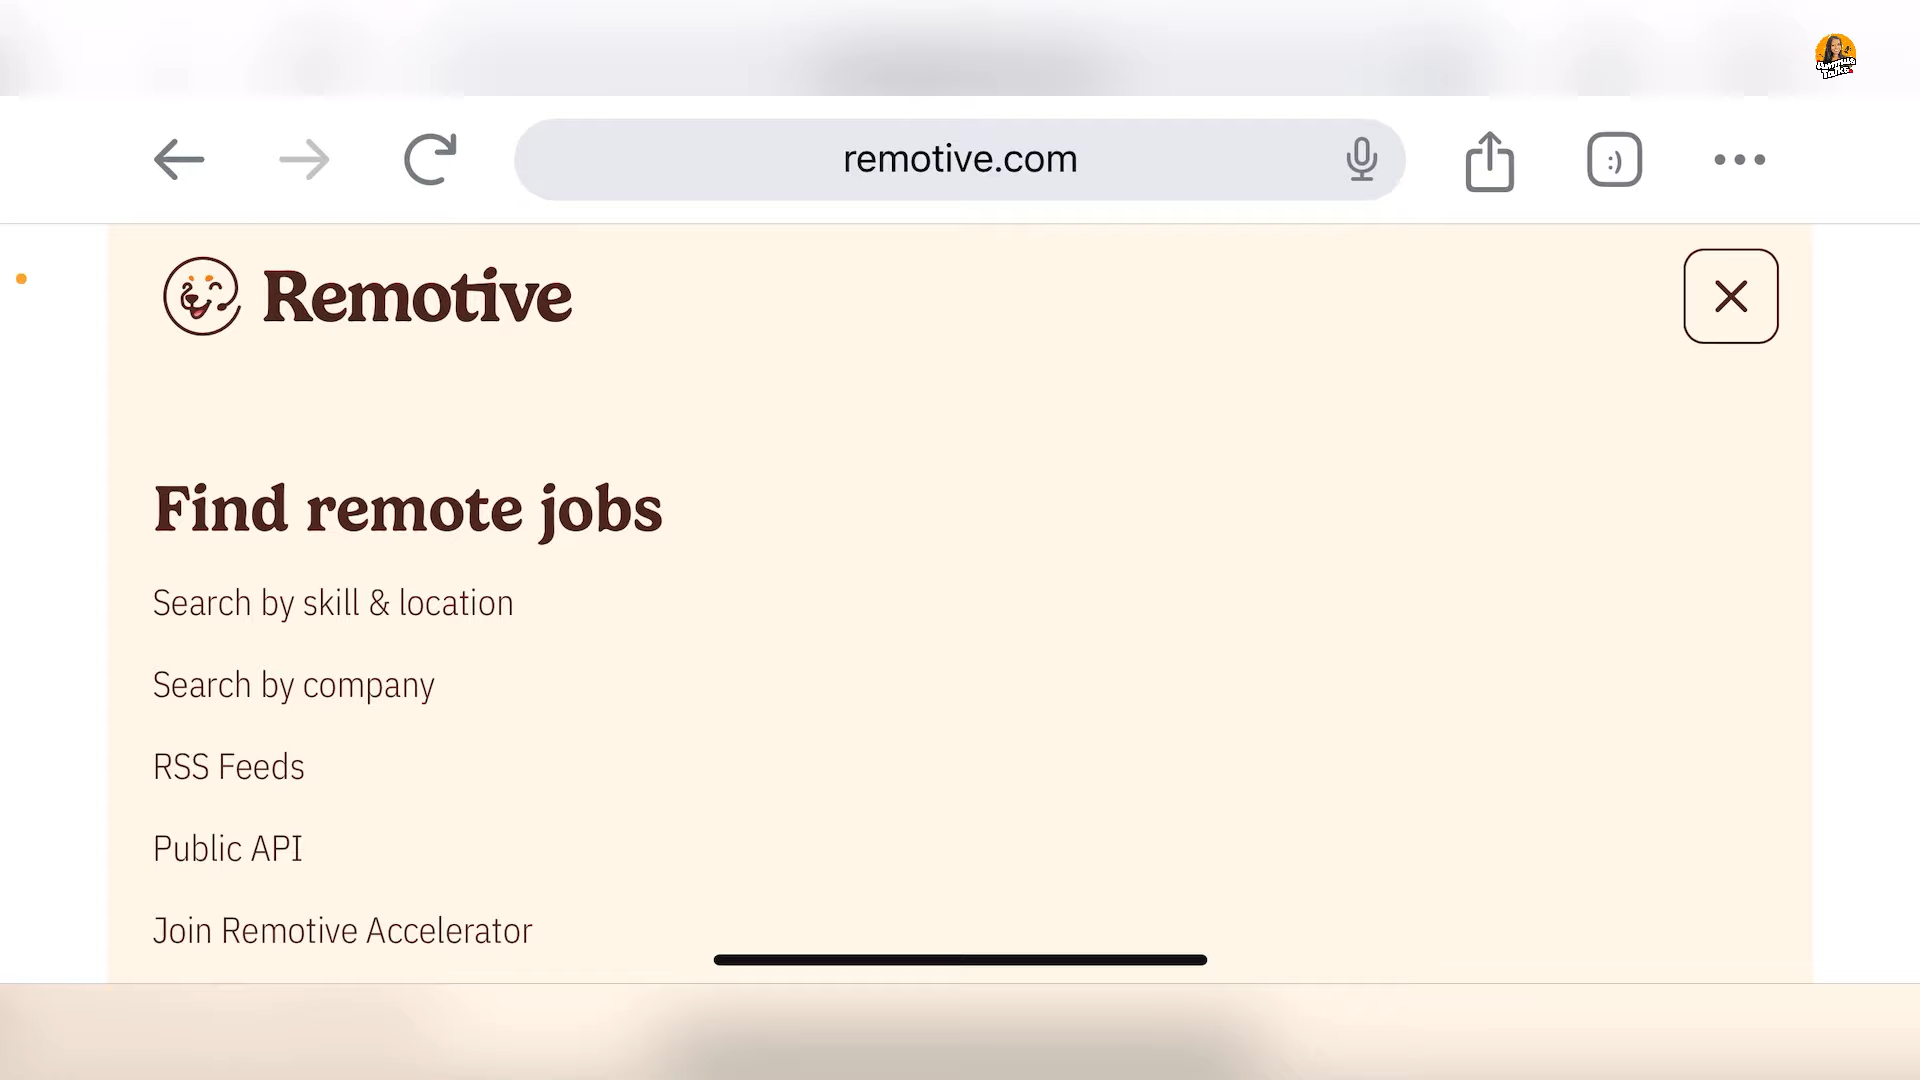 remotive.com
:)
Remotive
Find remote jobs
Search by skill & location
Search by company
RSS Feeds
Public API
Join Remotive Accelerator